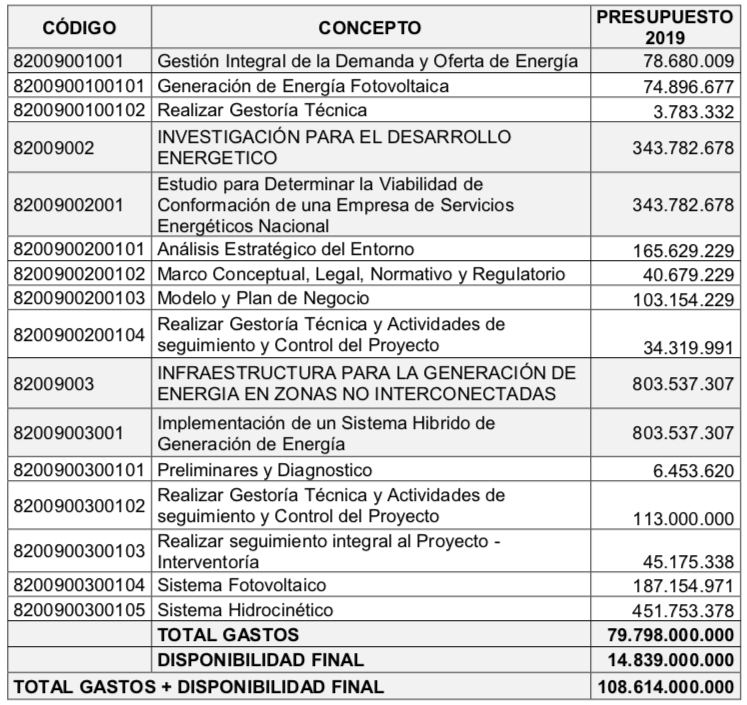 CÓDIGO CONCEPTO PRESUPUESTO 2019
82009001001 Gestión Integral de la Demanda y Oferta de Energía 78.680.009
8200900100101 Generación de Energía Fotovoltaica 74.896.677
8200900100102 Realizar Gestoría Técnica 3.783.332
82009002 INVESTIGACIÓN PARA EL DESARROLLO
ENERGETICO 343.782.678
82009002001 Estudio para Determinar la Viabilidad de
Conformación de una Empresa de Servicios
Energéticos Nacional 343.782.678
8200900200101 Análisis Estratégico del Entorno 165.629.229
8200900200102 Marco Conceptual, Legal, Normativo y Regulatorio 40.679.229
8200900200103 Modelo y Plan de Negocio 103.154.229
8200900200104 Realizar Gestoría Técnica y Actividades de
seguimiento y Control del Proyecto 34.319.991
82009003 INFRAESTRUCTURA PARA LA GENERACIÓN DE
ENERGIA EN ZONAS NO INTERCONECTADAS 803.537.307
82009003001 Implementación de un Sistema Hibrido de
Generación de Energía 803.537.307
8200900300101 Preliminares y Diagnostico 6.453.620
8200900300102 Realizar Gestoría Técnica y Actividades de
seguimiento y Control del Proyecto 113.000.000
8200900300103 Realizar seguimiento integral al Proyecto -
Interventoría 45.175.338
8200900300104 Sistema Fotovoltaico 187.154.971
8200900300105 Sistema Hidrocinético 451.753.378
TOTAL GASTOS 79.798.000.000
DISPONIBILIDAD FINAL 14.839.000.000
TOTAL GASTOS + DISPONIBILIDAD FINAL 108.614.000.000